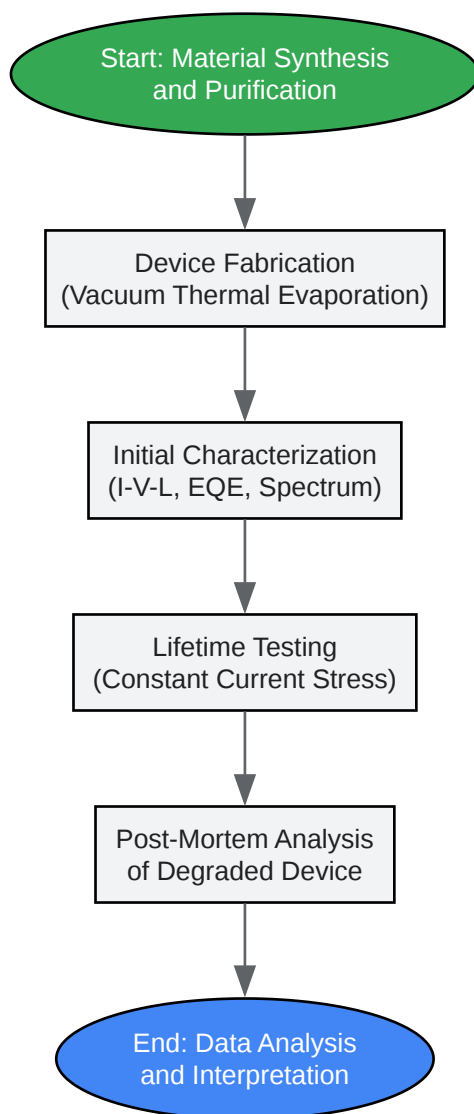 Start: Material Synthesis
and Purification
Device Fabrication
(Vacuum Thermal Evaporation)
Initial Characterization
(I-V-L, EQE, Spectrum)
Lifetime Testing
(Constant Current Stress)
Post-Mortem Analysis
of Degraded Device
End: Data Analysis
and Interpretation